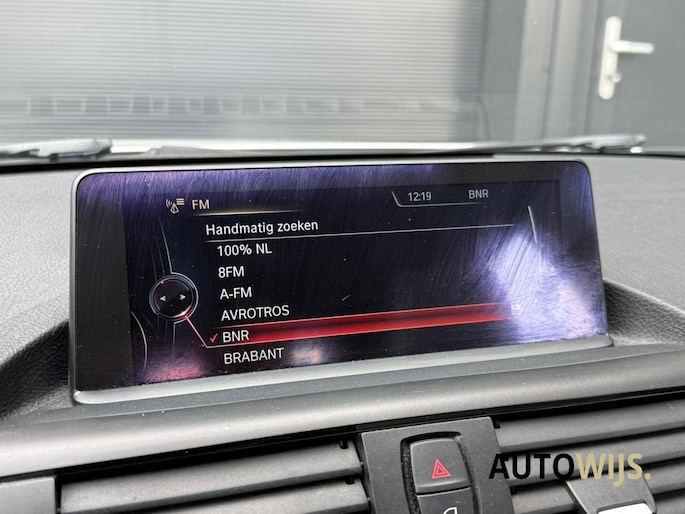 FM
12:19 BNR
Handmatig zoeken
100% NL
8FM
A-FM
AVROTROS
✓ BNR
BRABANT
AUTOWIJS.